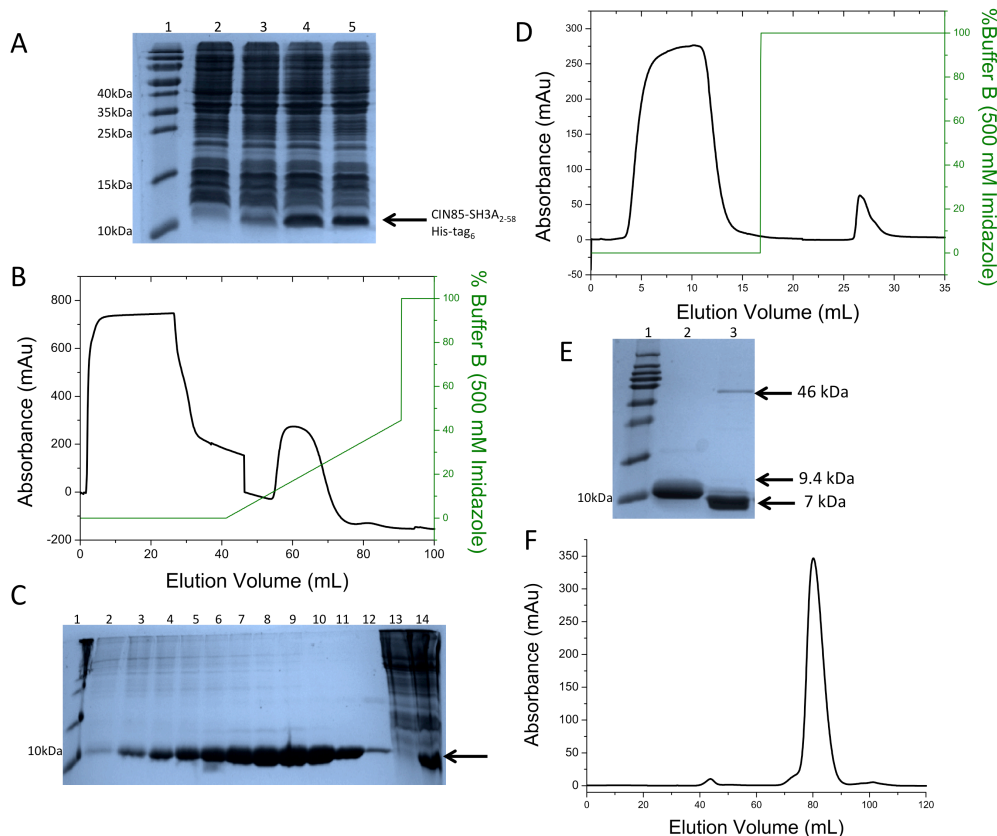 A
1 2 3 4 5
40kDa
35kDa
25kDa
15kDa
10kDa
CIN85-SH3A2-58
His-tag6
B
800
600
400
200
0
-200
Absorbance (mAu)
0 20 40 60 80 100
Elution Volume (mL)
100
80
60
40
20
0
% Buffer B (500 mM Imidazole)
C
1 2 3 4 5 6 7 8 9 10 11 12 13 14
10kDa
D
300
250
200
150
100
50
0
-50
Absorbance (mAu)
0 5 10 15 20 25 30 35
Elution Volume (mL)
100
80
60
40
20
0
%Buffer B (500 mM Imidazole)
E
1 2 3
46 kDa
9.4 kDa
10kDa
7 kDa
F
350
300
250
200
150
100
50
0
Absorbance (mAu)
0 20 40 60 80 100 120
Elution Volume (mL)